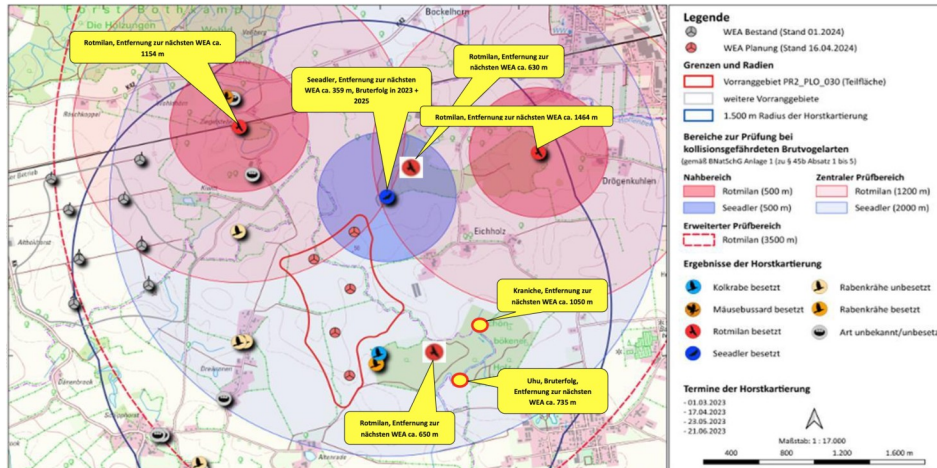 Forst Bothkamp
Die Holzungen
Bockelhorn
Rotmilan, Entfernung zur nächsten WEA ca.
1154 m
Seeadler, Entfernung zur nächsten
WEA ca. 359 m, Bruterfolg in 2023 +
2025
Rotmilan, Entfernung zur
nächsten WEA ca. 630 m
Rotmilan, Entfernung zur nächsten WEA ca. 1464 m
Drögenkuhlen
Eichholz
Kraniche, Entfernung zur
nächsten WEA ca. 1050 m
Uhu, Bruterfolg,
Entfernung zur nächsten
WEA ca. 735 m
Rotmilan, Entfernung zur
nächsten WEA ca. 650 m
Legende
WEA Bestand (Stand 01.2024)
WEA Planung (Stand 16.04.2024)
Grenzen und Radien
Vorranggebiet PR2_PLO_030 (Teilfläche)
weitere Vorranggebiete
1.500 m Radius der Horstkartierung
Bereiche zur Prüfung bei
kollisionsgefährdeten Brutvogelarten
(gemäß BNatSchG Anlage 1 (zu § 45b Absatz 1 bis 5)
Nahbereich
Zentraler Prüfbereich
Rotmilan (500 m)
Rotmilan (1200 m)
Seeadler (500 m)
Seeadler (2000 m)
Erweiterter Prüfbereich
Rotmilan (3500 m)
Ergebnisse der Horstkartierung
Kolkrabe besetzt
Rabenkrähe unbesetzt
Mäusebussard besetzt
Rabenkrähe besetzt
Rotmilan besetzt
Art unbekannt/unbesetz
Seeadler besetzt
Termine der Horstkartierung
- 01.03.2023
- 17.04.2023
- 23.05.2023
- 21.06.2023
Maßstab: 1 : 17.000
400
800
1.200
1.600 m